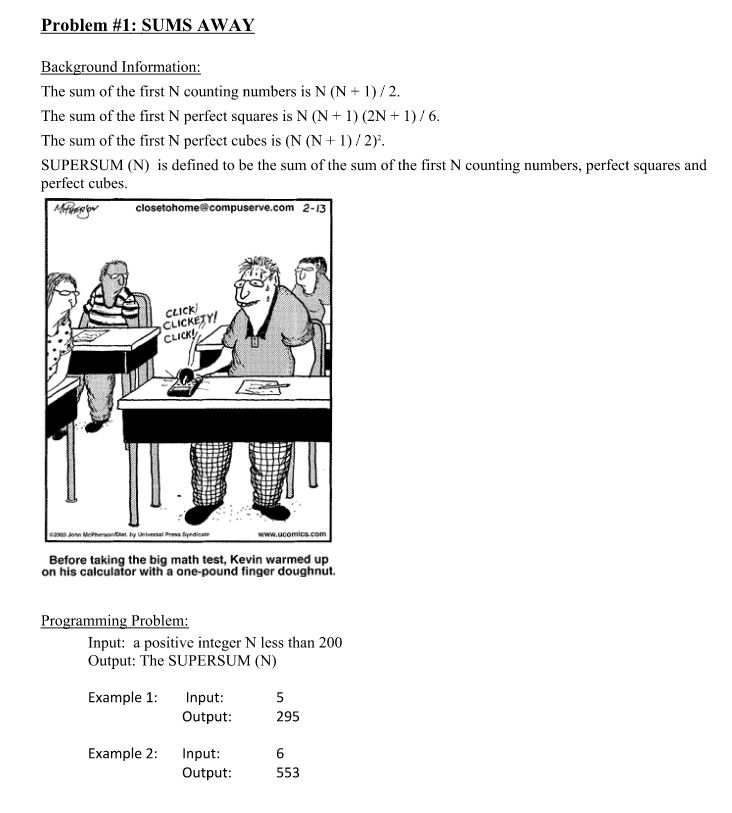 Problem #1: SUMS AWAY
Background Information:
The sum of the first N counting numbers is N (N + 1) / 2.
The sum of the first N perfect squares is N (N + 1) (2N + 1) / 6.
The sum of the first N perfect cubes is (N (N + 1) / 2)².
SUPERSUM (N)  is defined to be the sum of the sum of the first N counting numbers, perfect squares and
perfect cubes.
McPherson closetohome@compuserve.com 2-13
CLICK!
CLICKETY!
CLICK!
©2003 John McPherson/Dist. by Universal Press Syndicate www.ucomics.com
Before taking the big math test, Kevin warmed up
on his calculator with a one-pound finger doughnut.
Programming Problem:
Input:  a positive integer N less than 200
Output: The SUPERSUM (N)
Example 1: Input: 5
Output: 295
Example 2: Input: 6
Output: 553